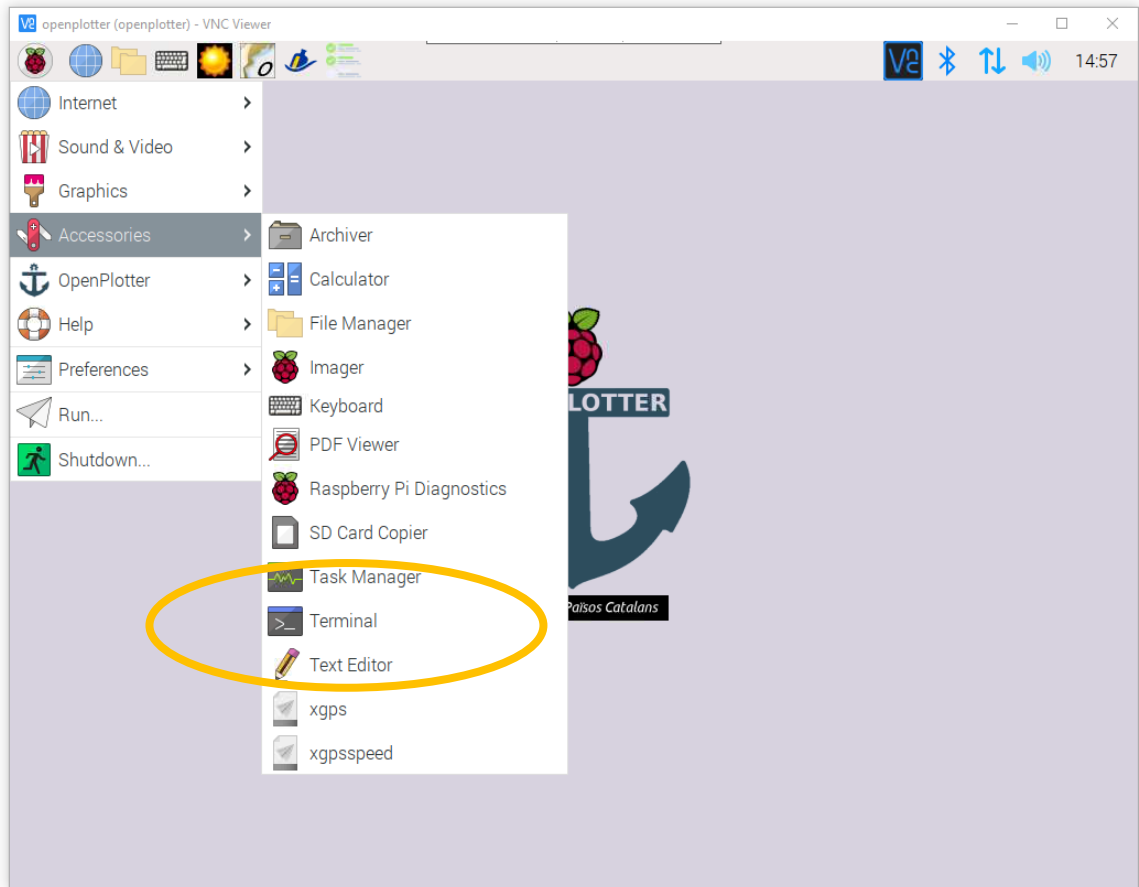 openplotter (openplotter) - VNC Viewer
14:57
Internet
Sound & Video
Graphics
Accessories
OpenPlotter
Help
Preferences
Run...
Shutdown...
Archiver
Calculator
File Manager
Imager
Keyboard
PDF Viewer
Raspberry Pi Diagnostics
SD Card Copier
Task Manager
Terminal
Text Editor
xgps
xgpsspeed
LOTTER
Països Catalans